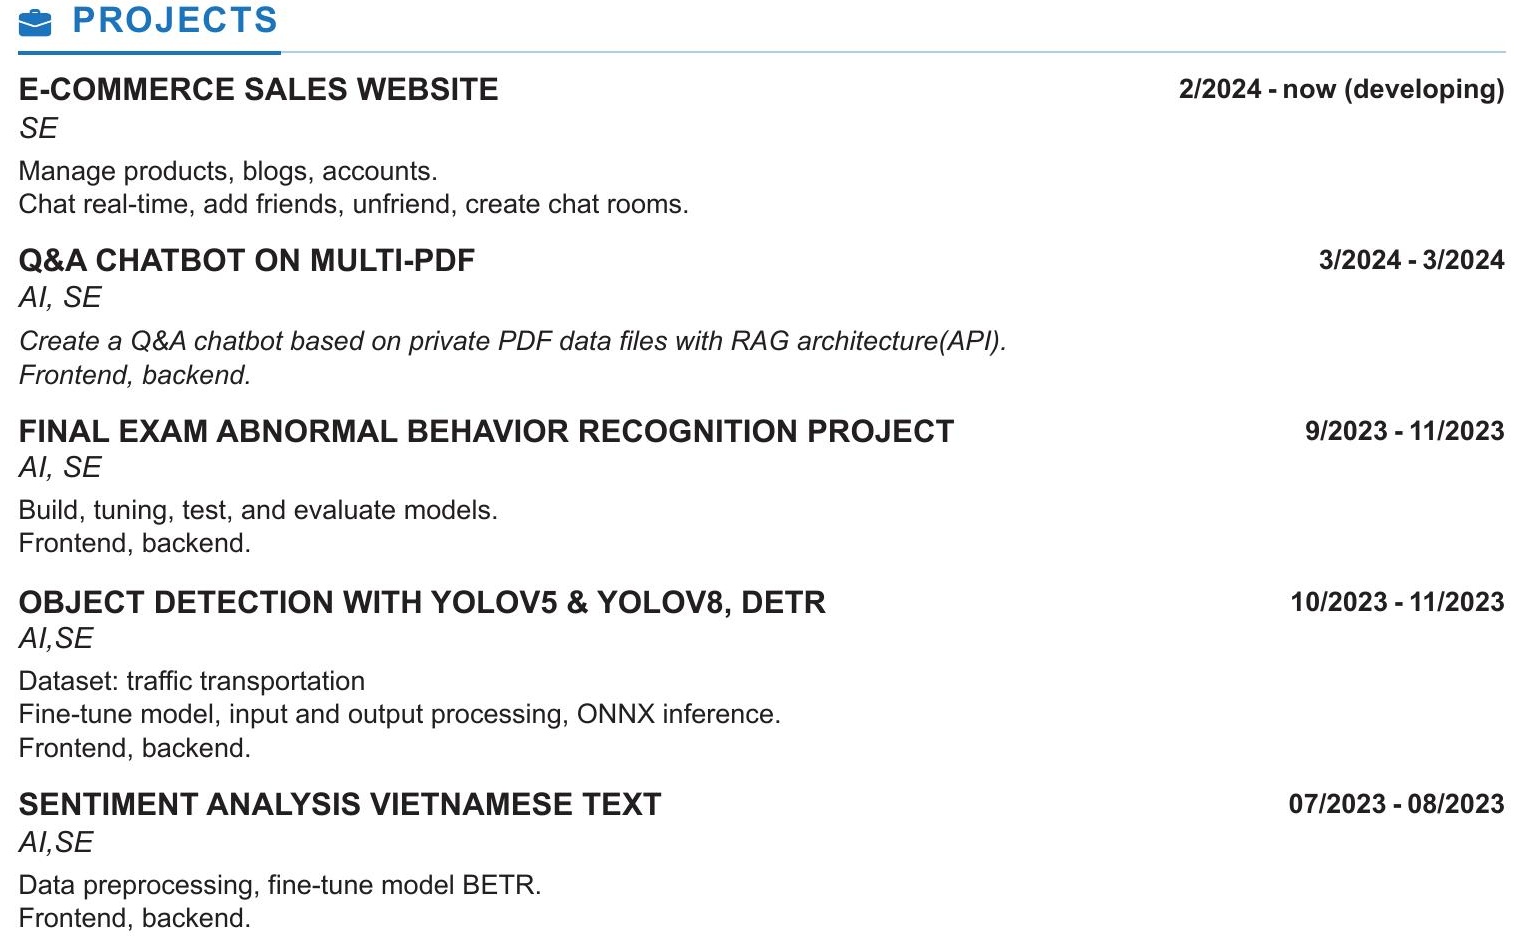 PROJECTS
E-COMMERCE SALES WEBSITE 2/2024 - now (developing)
SE
Manage products, blogs, accounts.
Chat real-time, add friends, unfriend, create chat rooms.
Q&A CHATBOT ON MULTI-PDF 3/2024 - 3/2024
AI, SE
Create a Q&A chatbot based on private PDF data files with RAG architecture(API).
Frontend, backend.
FINAL EXAM ABNORMAL BEHAVIOR RECOGNITION PROJECT 9/2023 - 11/2023
AI, SE
Build, tuning, test, and evaluate models.
Frontend, backend.
OBJECT DETECTION WITH YOLOV5 & YOLOV8, DETR 10/2023 - 11/2023
AI,SE
Dataset: traffic transportation
Fine-tune model, input and output processing, ONNX inference.
Frontend, backend.
SENTIMENT ANALYSIS VIETNAMESE TEXT 07/2023 - 08/2023
AI,SE
Data preprocessing, fine-tune model BETR.
Frontend, backend.